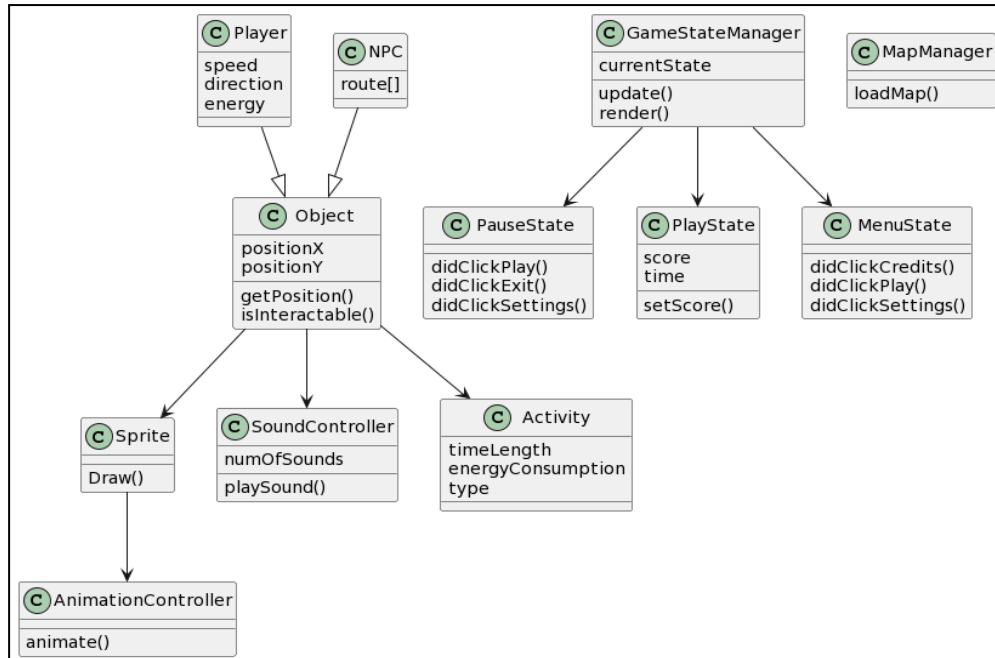 C Player
speed
direction
energy
C NPC
route[]
C GameStateManager
currentState
update()
render()
C MapManager
loadMap()
C Object
positionX
positionY
getPosition()
isInteractable()
C PauseState
didClickPlay()
didClickExit()
didClickSettings()
C PlayState
score
time
setScore()
C MenuState
didClickCredits()
didClickPlay()
didClickSettings()
C Sprite
Draw()
C SoundController
numOfSounds
playSound()
C Activity
timeLength
energyConsumption
type
C AnimationController
animate()